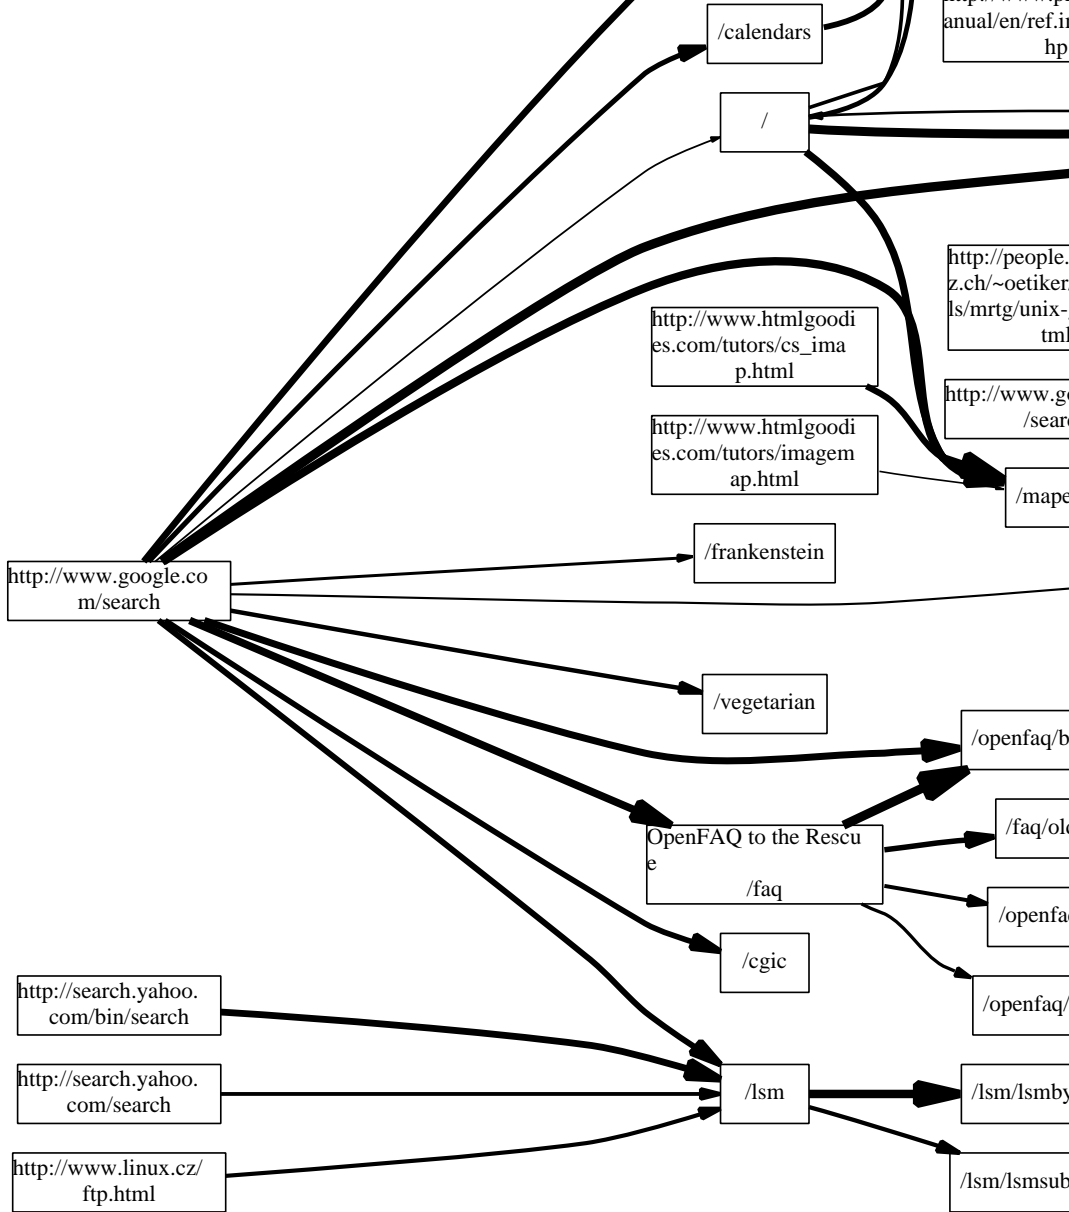 /calendars
anual/en/ref.i
hp
/
http://people.
z.ch/~oetiker/
ls/mrtg/unix-
tml
http://www.htmlgoodi
es.com/tutors/cs_ima
p.html
http://www.go
/sear
http://www.htmlgoodi
es.com/tutors/imagem
ap.html
/mape
/frankenstein
http://www.google.co
m/search
/vegetarian
/openfaq/b
OpenFAQ to the Rescu
e
/faq
/faq/old
/openfa
/cgic
/openfaq/
http://search.yahoo.
com/bin/search
http://search.yahoo.
com/search
/lsm
/lsm/lsmby
http://www.linux.cz/
ftp.html
/lsm/lsmsub